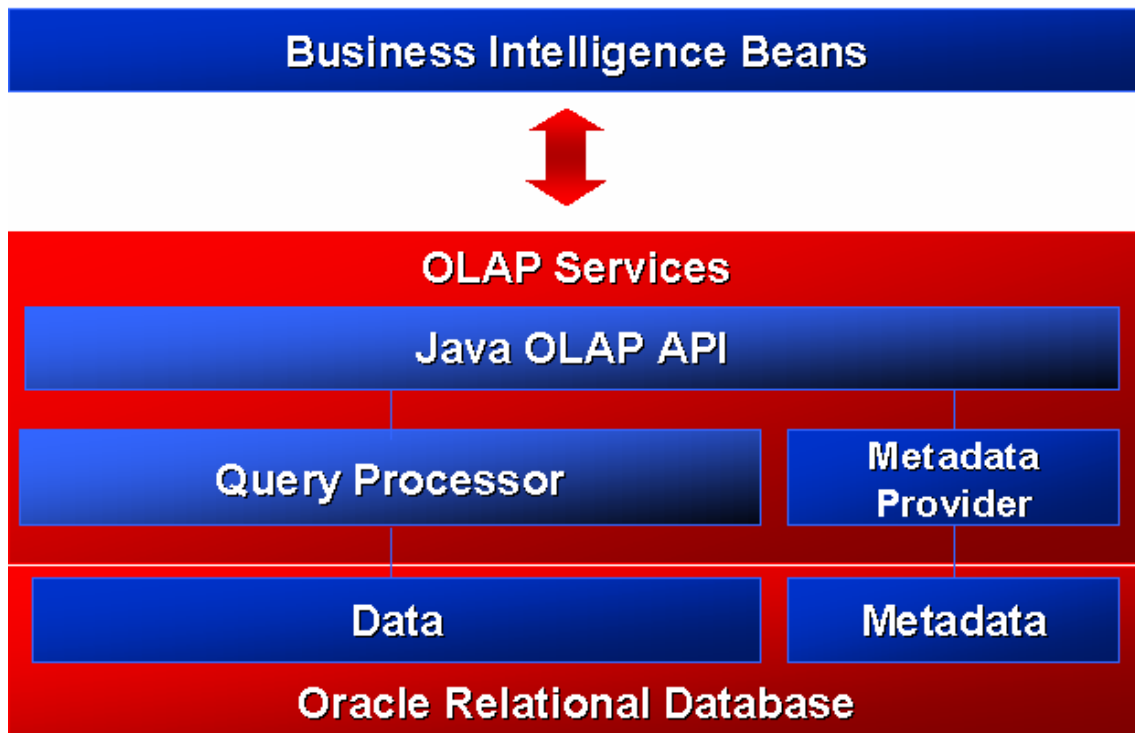 Business Intelligence Beans
OLAP Services
Java OLAP API
Query Processor
Metadata
Provider
Data
Metadata
Oracle Relational Database